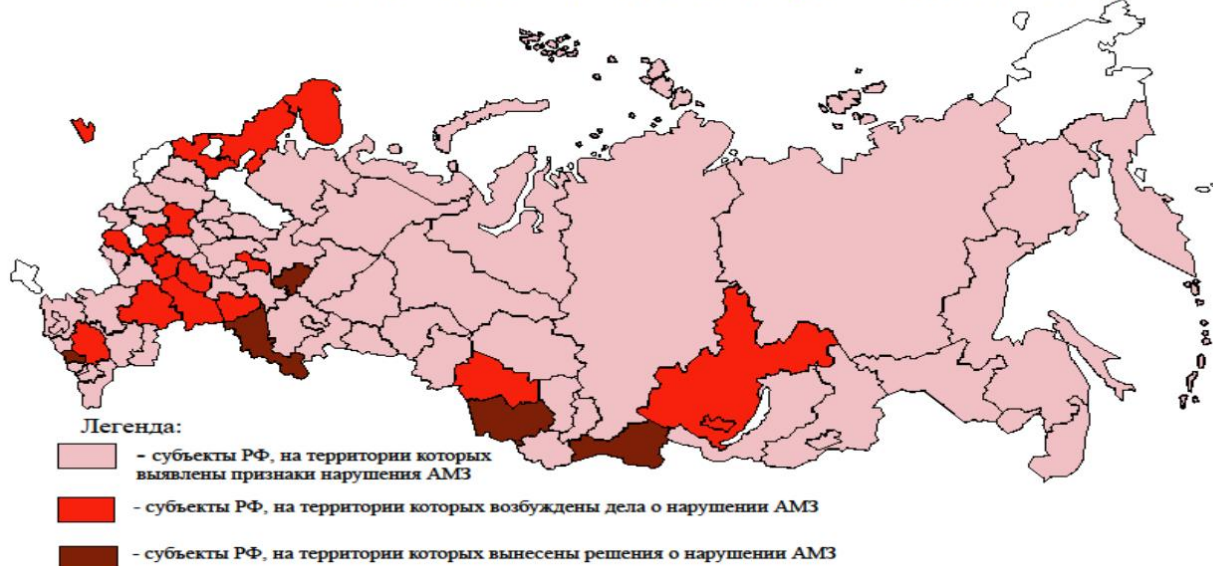 Легенда:
- субъекты РФ, на территории которых
выявлены признаки нарушения АМЗ
- субъекты РФ, на территории которых возбуждены дела о нарушении АМЗ
- субъекты РФ, на территории которых вынесены решения о нарушении АМЗ